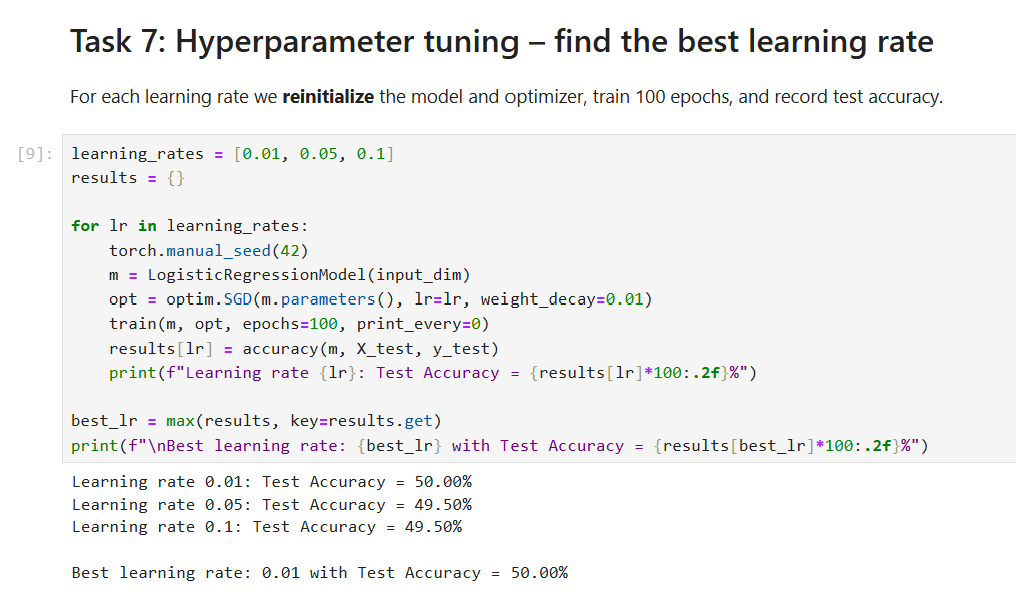 Task 7: Hyperparameter tuning – find the best learning rate
For each learning rate we reinitialize the model and optimizer, train 100 epochs, and record test accuracy.
[9]:
learning_rates = [0.01, 0.05, 0.1]
results = {}

for lr in learning_rates:
    torch.manual_seed(42)
    m = LogisticRegressionModel(input_dim)
    opt = optim.SGD(m.parameters(), lr=lr, weight_decay=0.01)
    train(m, opt, epochs=100, print_every=0)
    results[lr] = accuracy(m, X_test, y_test)
    print(f"Learning rate {lr}: Test Accuracy = {results[lr]*100:.2f}%")

best_lr = max(results, key=results.get)
print(f"\nBest learning rate: {best_lr} with Test Accuracy = {results[best_lr]*100:.2f}%")
Learning rate 0.01: Test Accuracy = 50.00%
Learning rate 0.05: Test Accuracy = 49.50%
Learning rate 0.1: Test Accuracy = 49.50%

Best learning rate: 0.01 with Test Accuracy = 50.00%